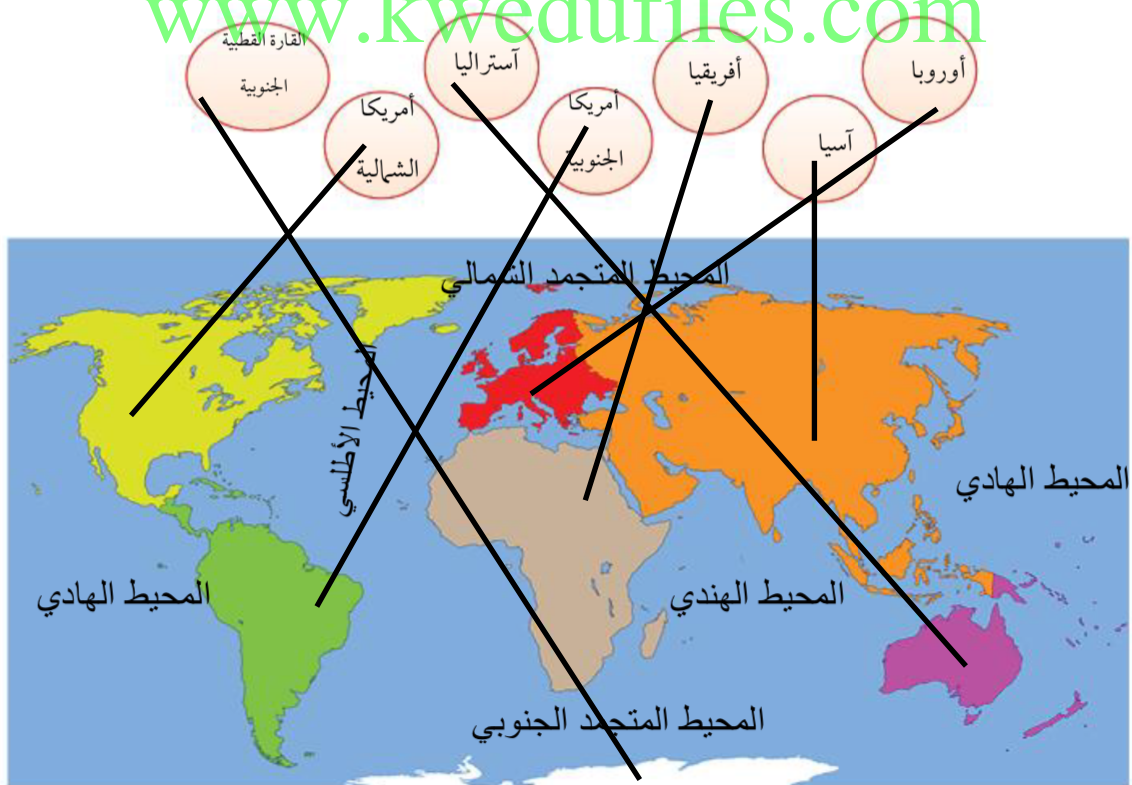 www.kwedufiles.com
أوروبا
آسيا
أفريقيا
أمريكا
الجنوبية
آستراليا
أمريكا
الشمالية
القارة القطبية
الجنوبية
المحيط المتجمد الشمالي
المحيط الأطلسي
المحيط الهادي
المحيط الهندي
المحيط الهادي
المحيط المتجمد الجنوبي